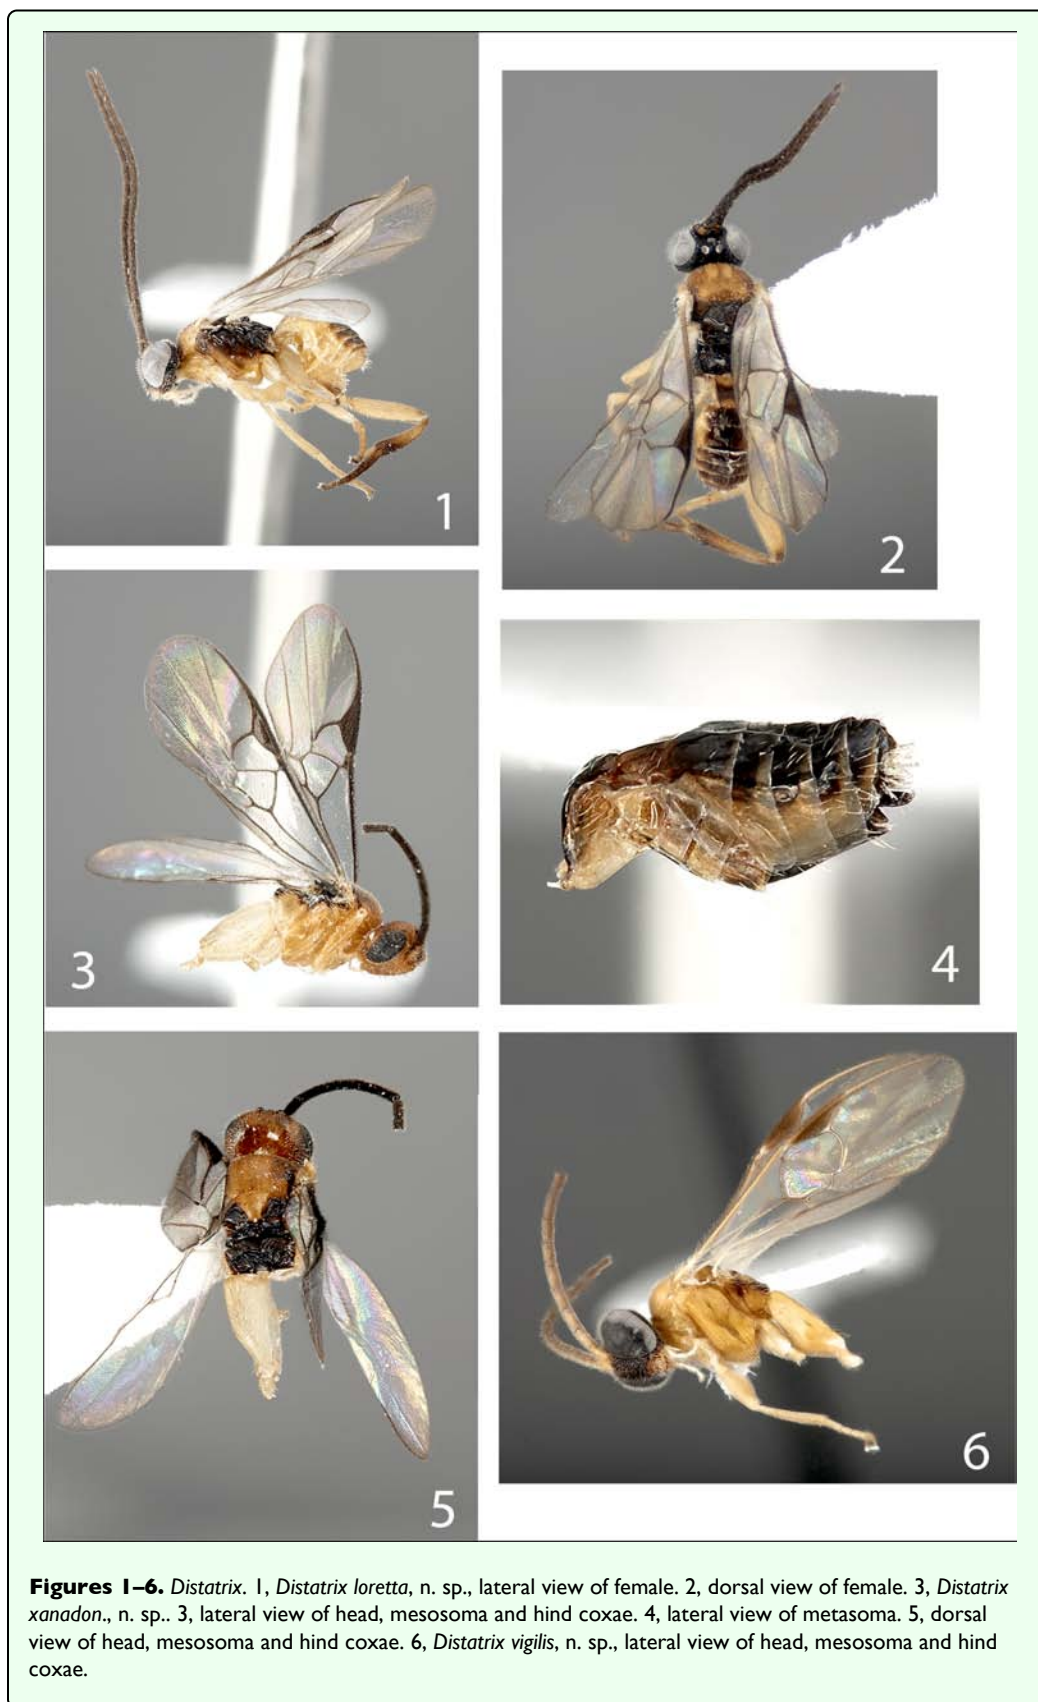 1
2
3
4
5
6
Figures 1–6. Distatrix. 1, Distatrix loretta, n. sp., lateral view of female. 2, dorsal view of female. 3, Distatrix
xanadon., n. sp.. 3, lateral view of head, mesosoma and hind coxae. 4, lateral view of metasoma. 5, dorsal
view of head, mesosoma and hind coxae. 6, Distatrix vigilis, n. sp., lateral view of head, mesosoma and hind
coxae.